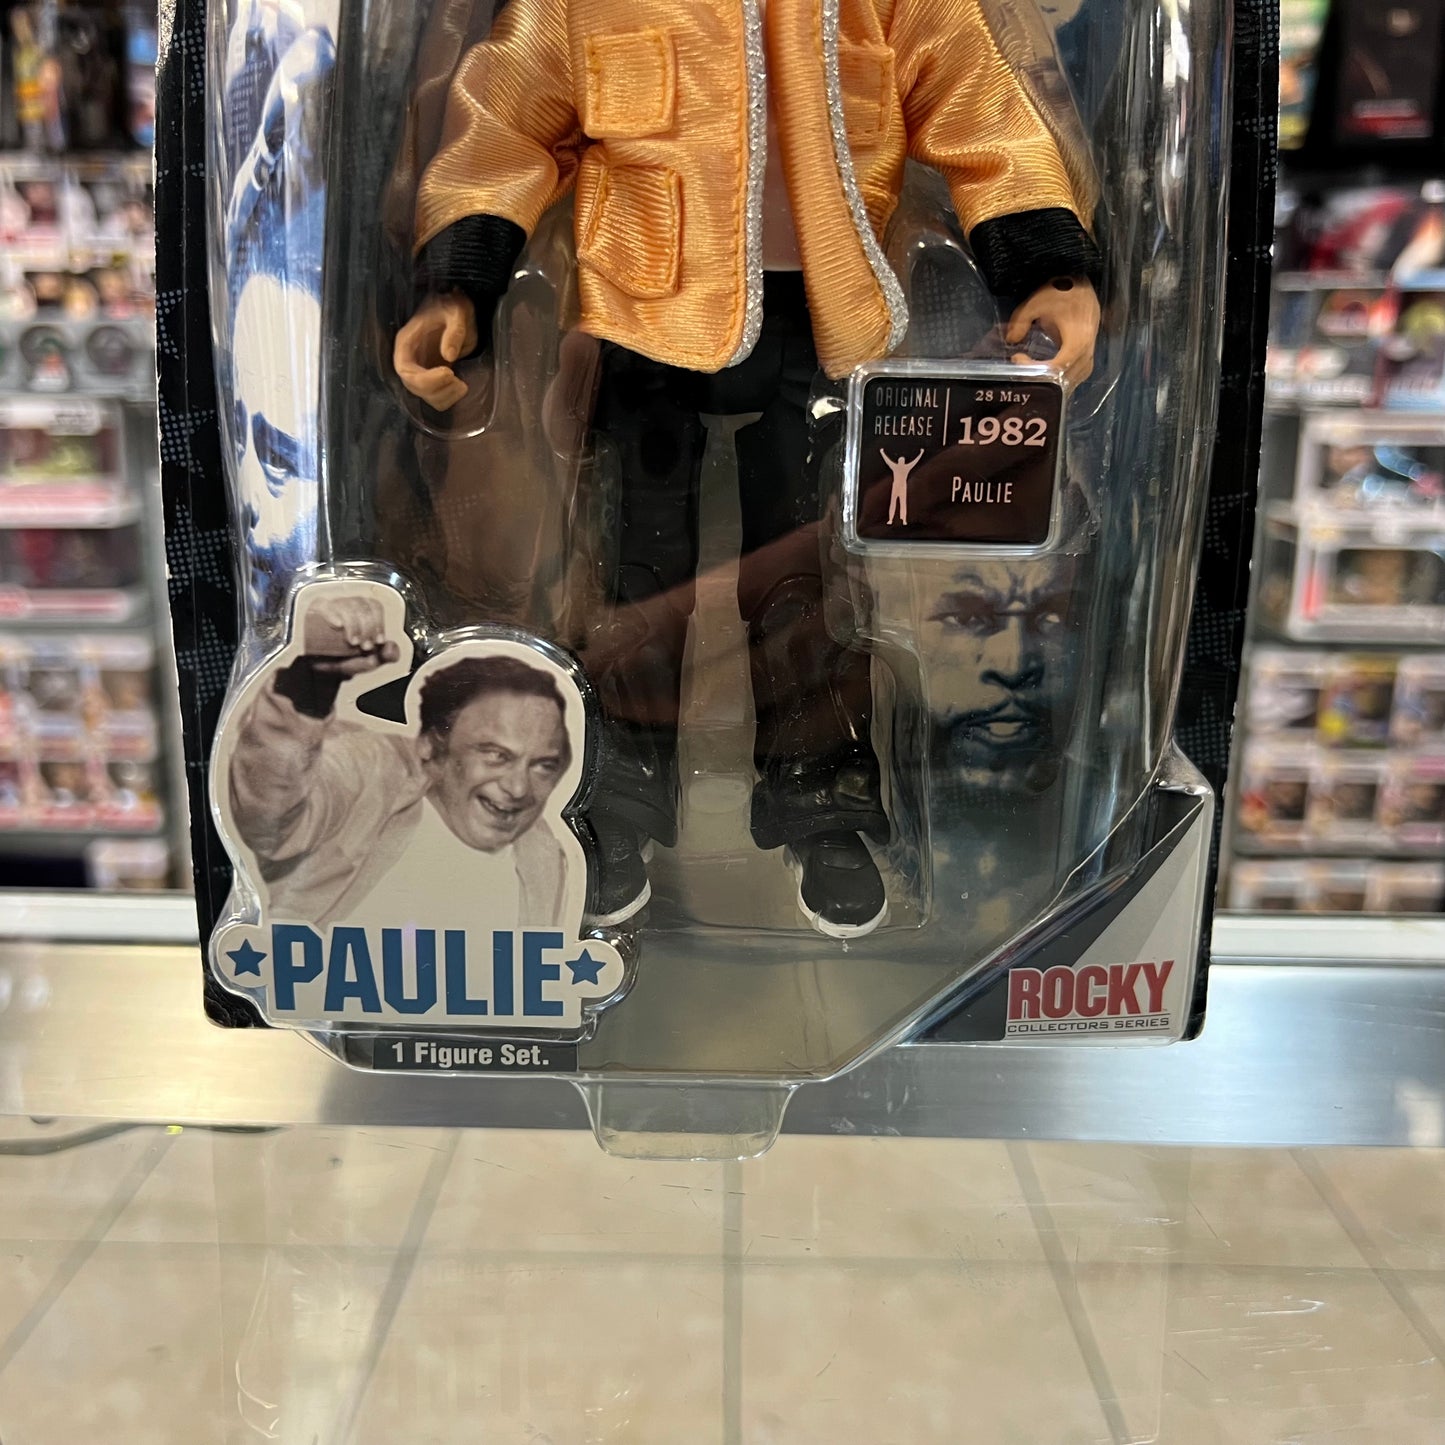 ORIGINAL
RELEASE
28 May
1982
PAULIE
PAULIE
1 Figure Set.
ROCKY
COLLECTORS SERIES